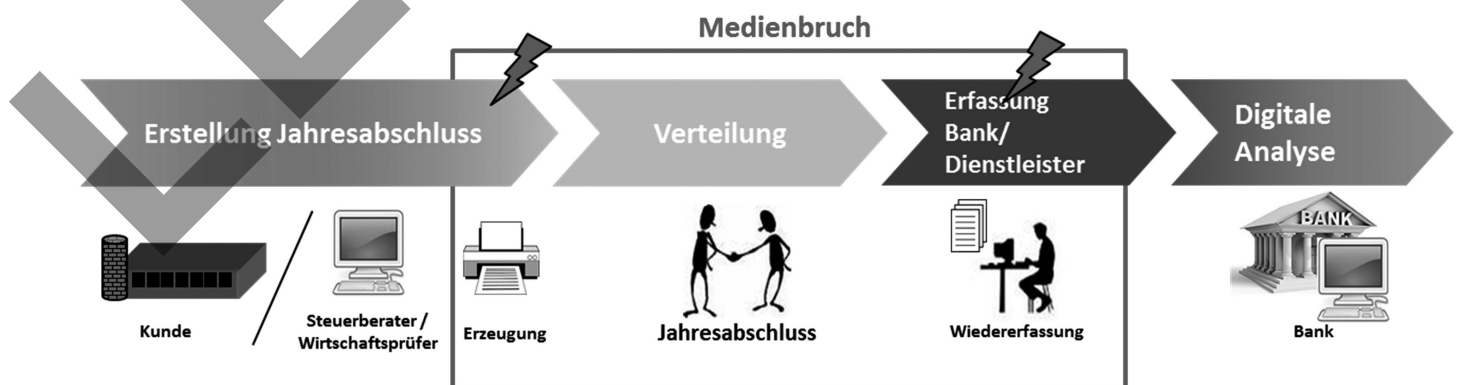 Medienbruch
Erstellung Jahresabschluss
Verteilung
Erfassung
Bank/
Dienstleister
Digitale
Analyse
Kunde
Steuerberater /
Wirtschaftsprüfer
Erzeugung
Jahresabschluss
Wiedererfassung
BANK
Bank